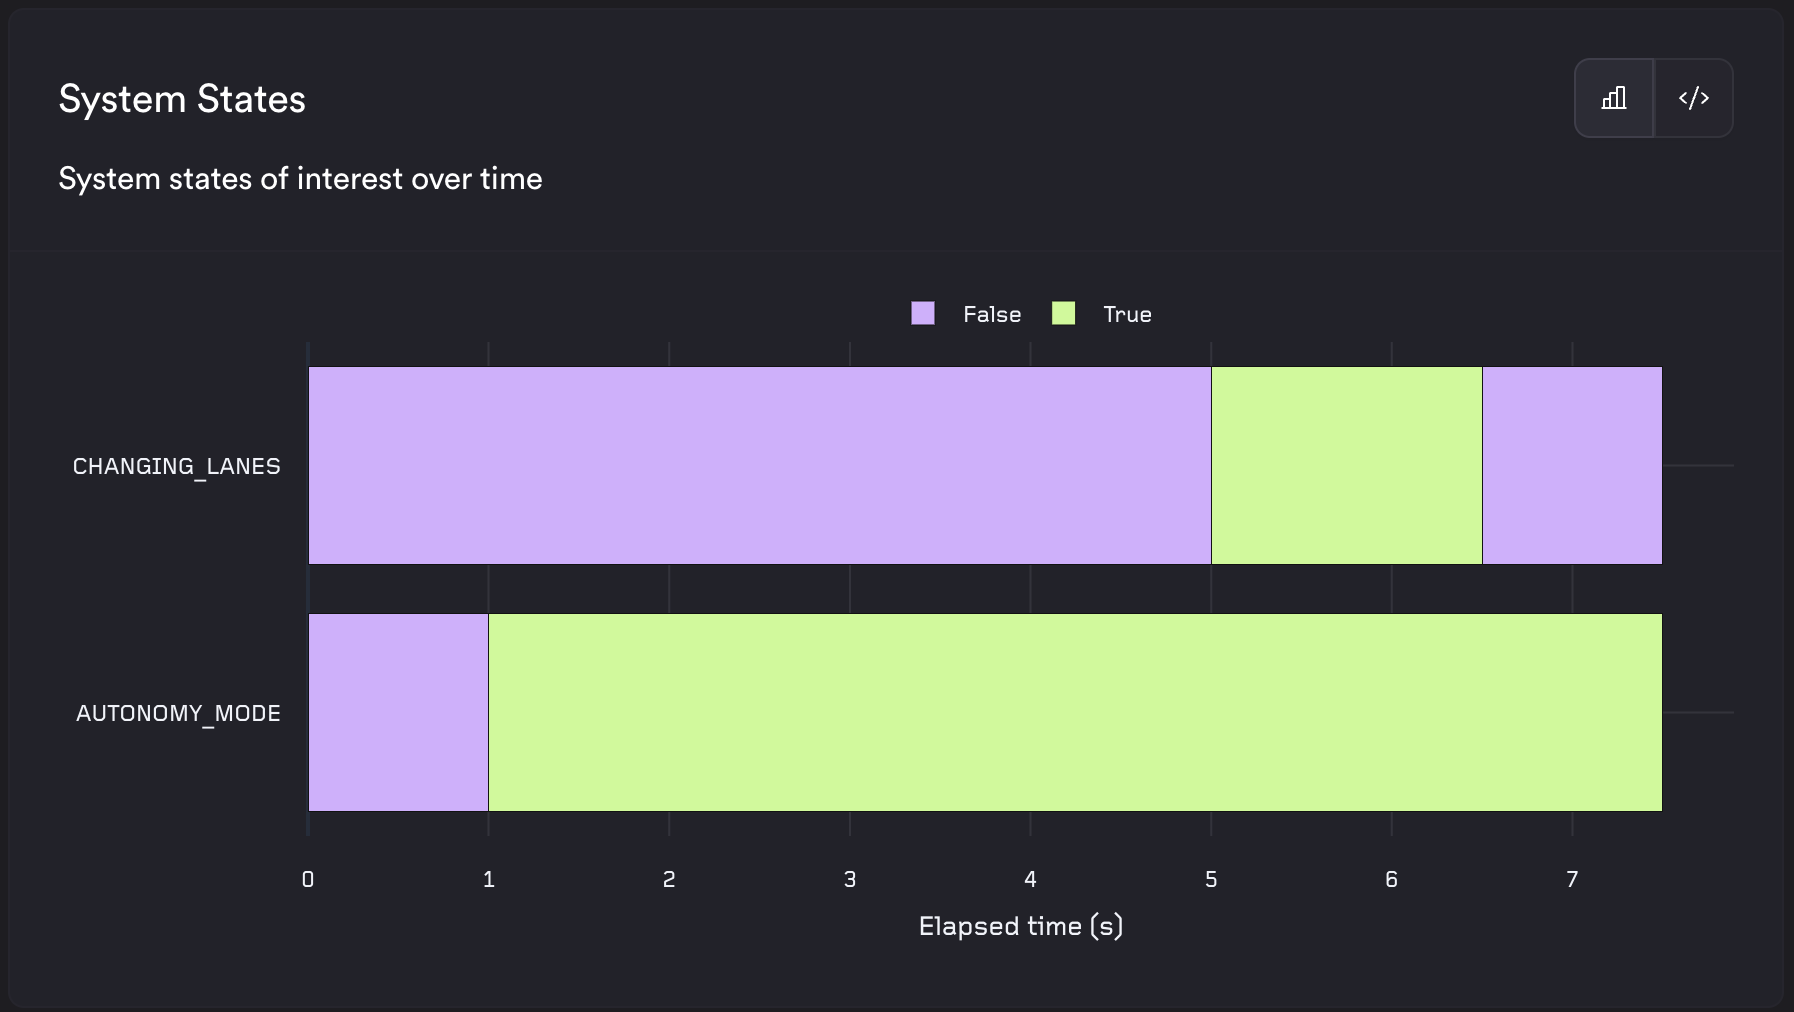 System States
System states of interest over time
False True
CHANGING_LANES
AUTONOMY_MODE
0 1 2 3 4 5 6 7
Elapsed time (s)